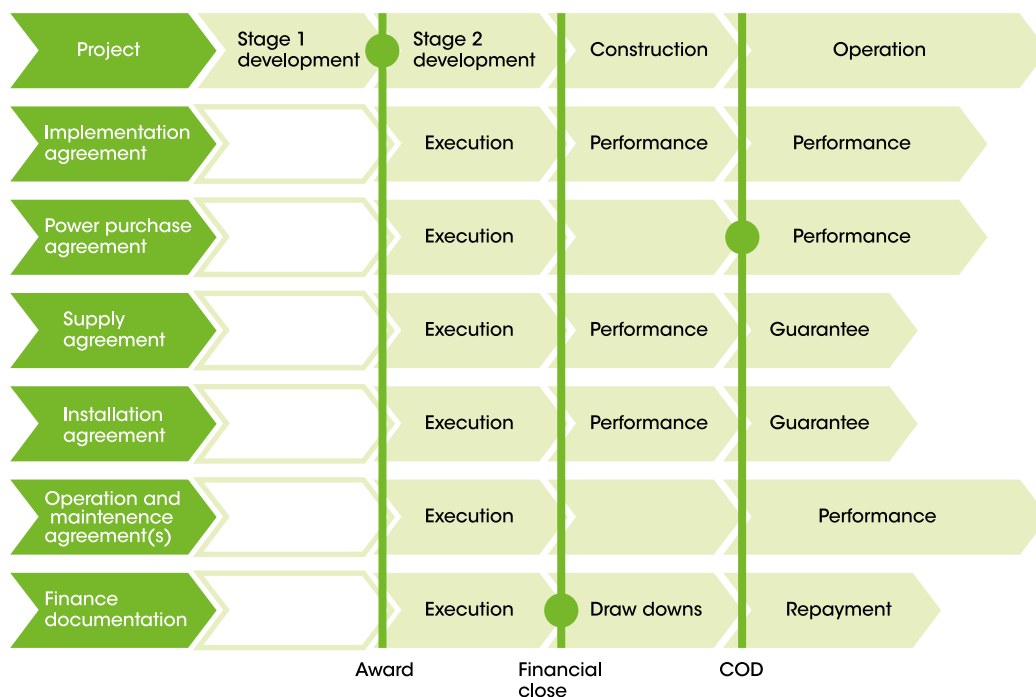 Project
Stage 1
development
Stage 2
development
Construction
Operation
Implementation
agreement
Execution
Performance
Performance
Power purchase
agreement
Execution
Performance
Supply
agreement
Execution
Performance
Guarantee
Installation
agreement
Execution
Performance
Guarantee
Operation and
maintenence
agreement(s)
Execution
Performance
Finance
documentation
Execution
Draw downs
Repayment
Award
Financial
close
COD